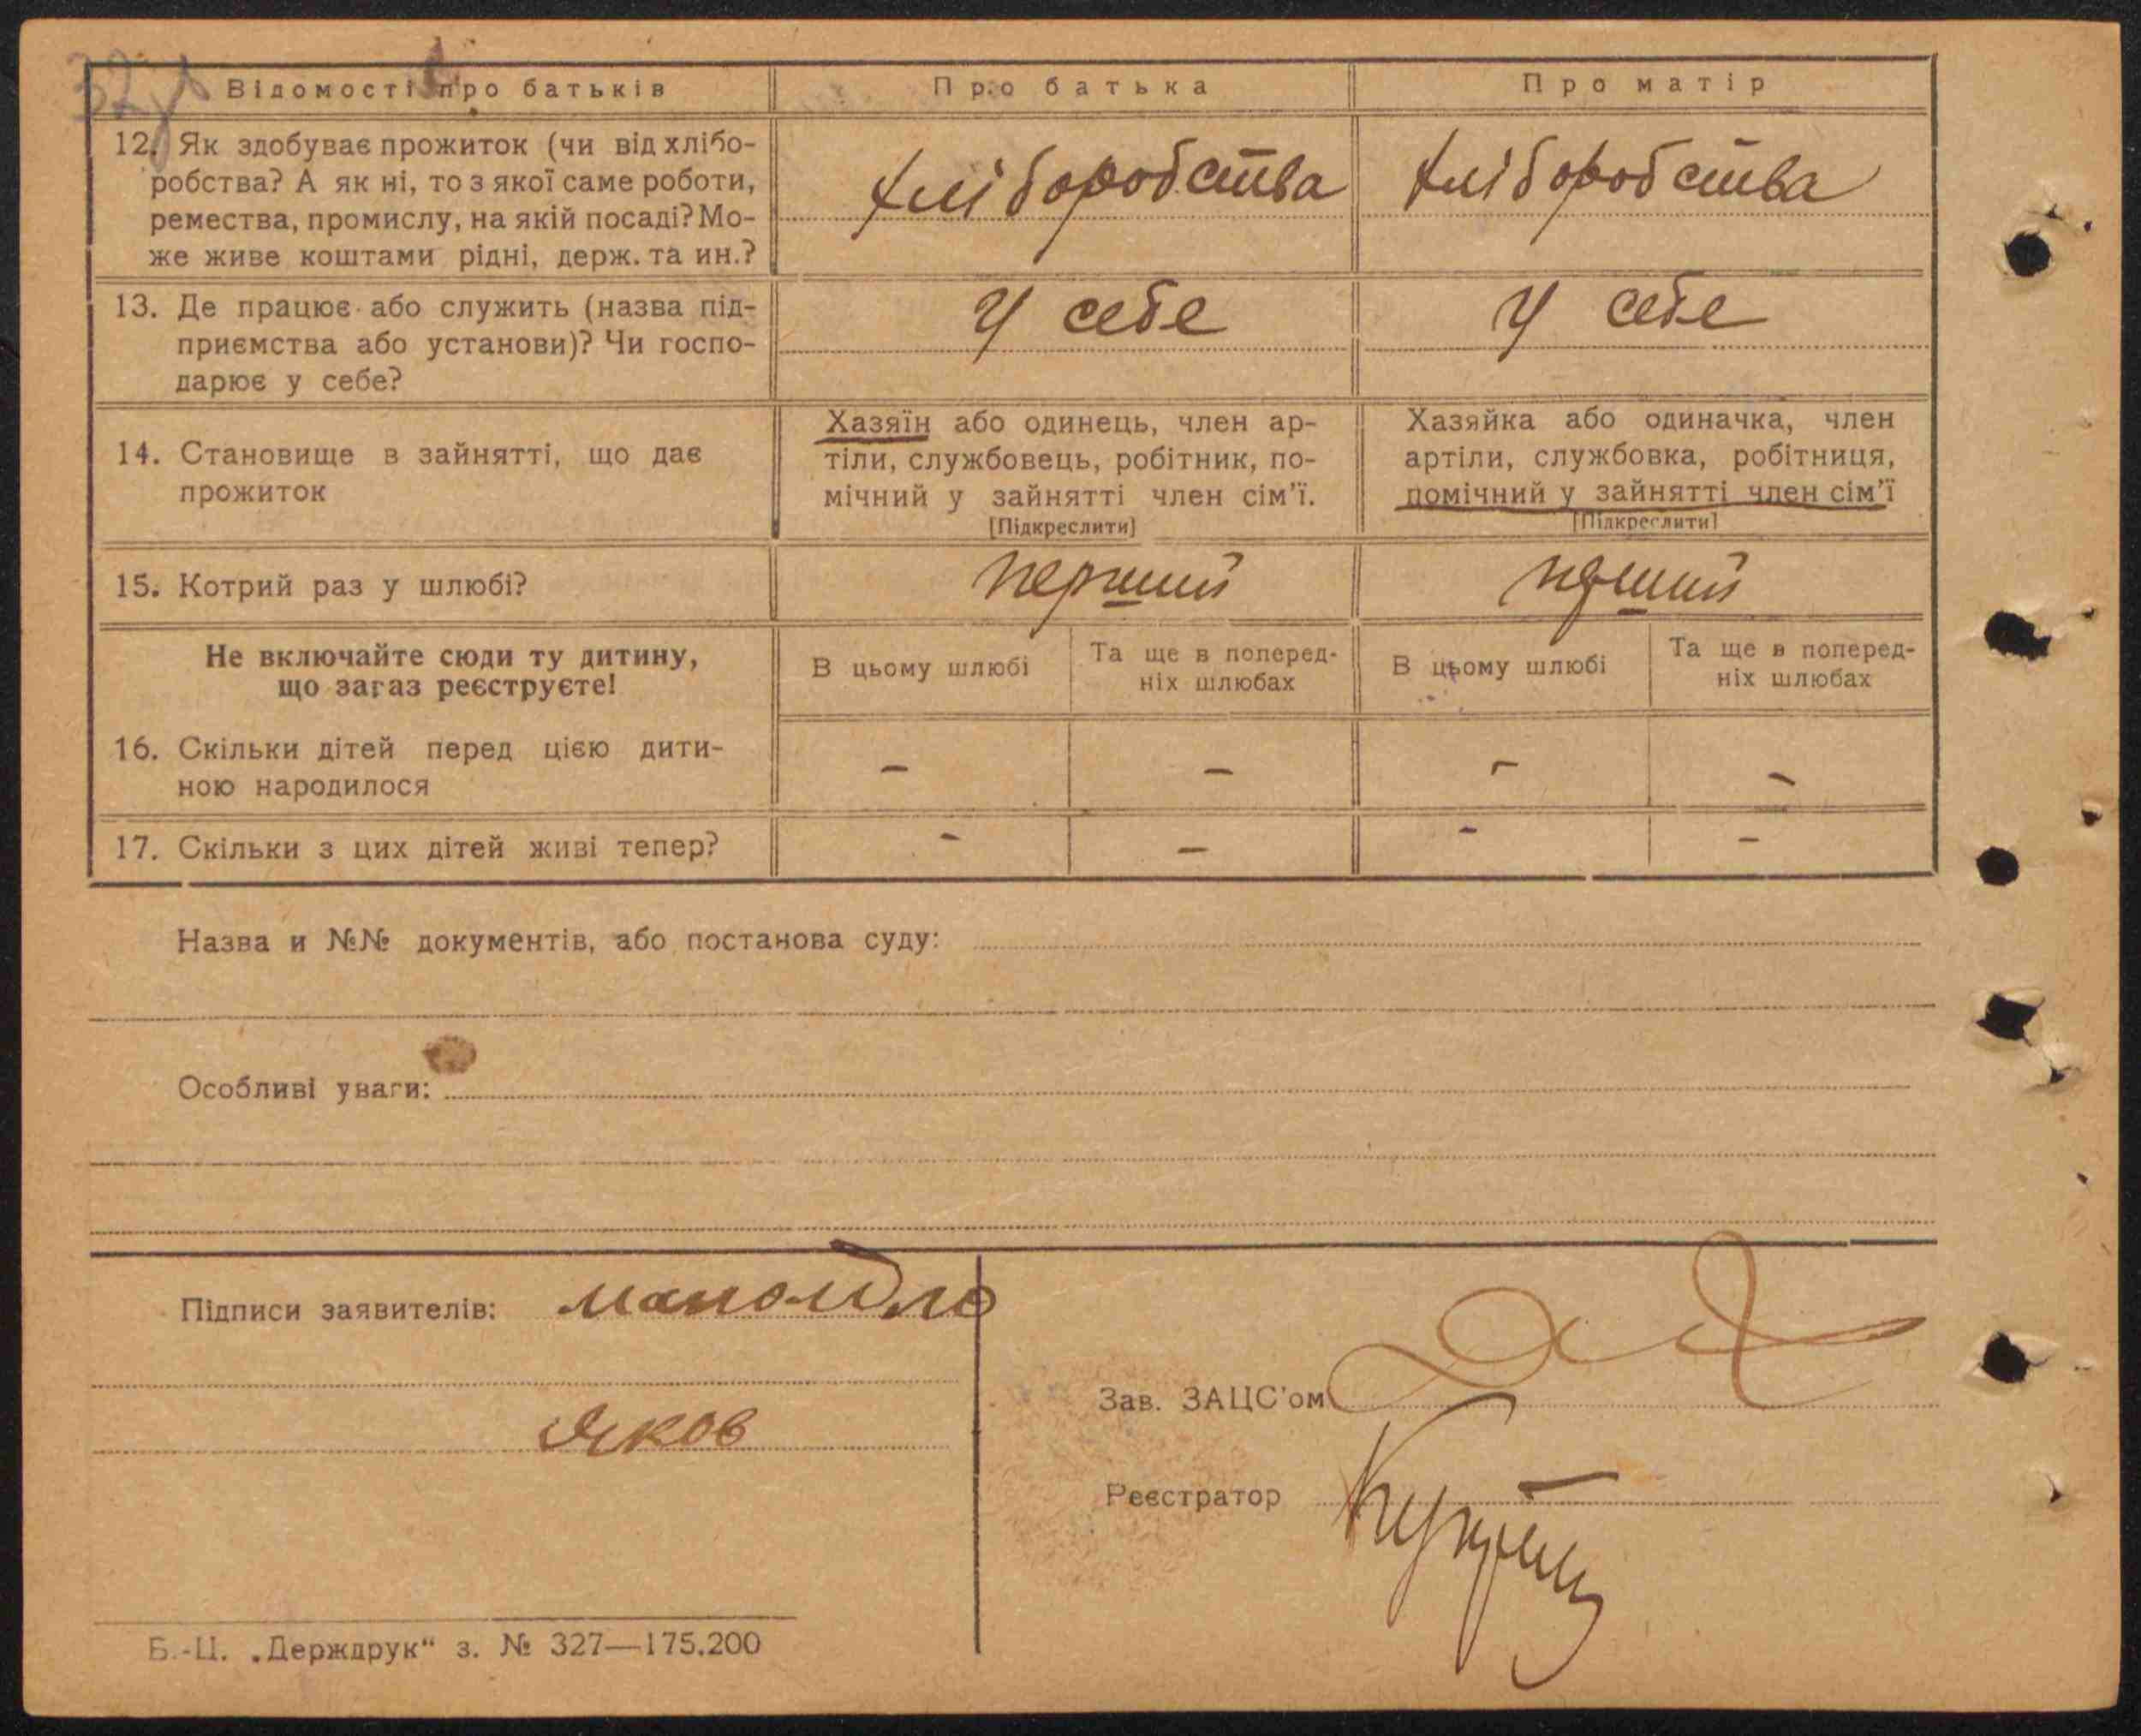 Відомості про батьків Про батька Про матір
12. Як здобуває прожиток (чи від хлібо-
робства? А як ні, то з якої саме роботи,
ремества, промислу, на якій посаді? Мо-
же живе коштами рідні, держ. та ин.?
хліборобства хліборобства
13. Де працює або служить (назва під-
приємства або установи)? Чи госпо-
дарює у себе?
У себе У себе
14. Становище в зайнятті, що дає
прожиток
Хазяїн або одинець, член ар-
тіли, службовець, робітник, по-
мічний у зайнятті член сім'ї.
[Підкреслити]
Хазяйка або одиначка, член
артіли, службовка, робітниця,
помічний у зайнятті член сім'ї
[Підкреслити]
15. Котрий раз у шлюбі? перший перший
Не включайте сюди ту дитину,
що зараз реєструєте!
В цьому шлюбі
Та ще в поперед-
ніх шлюбах
В цьому шлюбі
Та ще в поперед-
ніх шлюбах
16. Скільки дітей перед цією дити-
ною народилося
– – – –
17. Скільки з цих дітей живі тепер? – – – –
Назва и №№ документів, або постанова суду:
Особливі уваги:
Підписи заявителів:
Яков
Зав. ЗАЦС'ом
Реєстратор
Б.-Ц. „Держдрук“ з. № 327—175.200